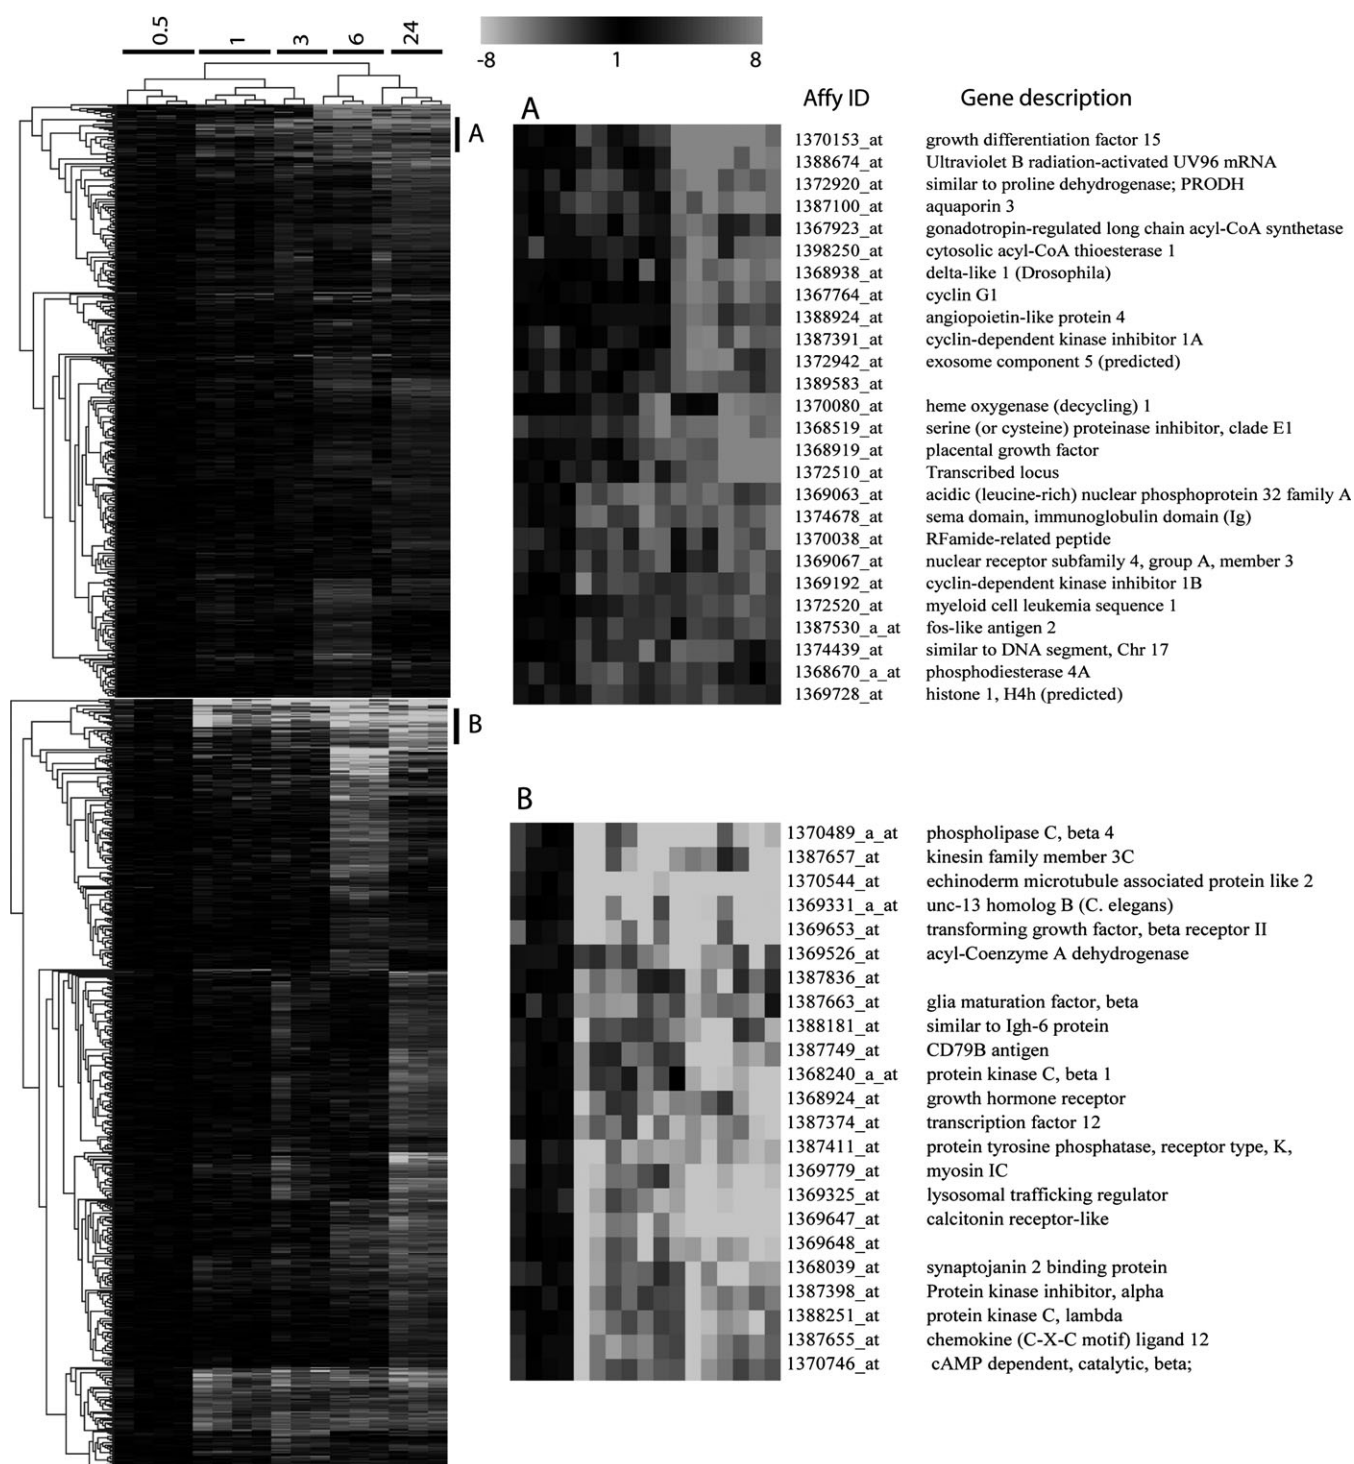 0.5 1 3 6 24
-8 1 8
A
B
A
Affy ID Gene description
1370153_at growth differentiation factor 15
1388674_at Ultraviolet B radiation-activated UV96 mRNA
1372920_at similar to proline dehydrogenase; PRODH
1387100_at aquaporin 3
1367923_at gonadotropin-regulated long chain acyl-CoA synthetase
1398250_at cytosolic acyl-CoA thioesterase 1
1368938_at delta-like 1 (Drosophila)
1367764_at cyclin G1
1388924_at angiopoietin-like protein 4
1387391_at cyclin-dependent kinase inhibitor 1A
1372942_at exosome component 5 (predicted)
1389583_at
1370080_at heme oxygenase (decycling) 1
1368519_at serine (or cysteine) proteinase inhibitor, clade E1
1368919_at placental growth factor
1372510_at Transcribed locus
1369063_at acidic (leucine-rich) nuclear phosphoprotein 32 family A
1374678_at sema domain, immunoglobulin domain (Ig)
1370038_at RFamide-related peptide
1369067_at nuclear receptor subfamily 4, group A, member 3
1369192_at cyclin-dependent kinase inhibitor 1B
1372520_at myeloid cell leukemia sequence 1
1387530_a_at fos-like antigen 2
1374439_at similar to DNA segment, Chr 17
1368670_a_at phosphodiesterase 4A
1369728_at histone 1, H4h (predicted)
B
1370489_a_at phospholipase C, beta 4
1387657_at kinesin family member 3C
1370544_at echinoderm microtubule associated protein like 2
1369331_a_at unc-13 homolog B (C. elegans)
1369653_at transforming growth factor, beta receptor II
1369526_at acyl-Coenzyme A dehydrogenase
1387836_at
1387663_at glia maturation factor, beta
1388181_at similar to Igh-6 protein
1387749_at CD79B antigen
1368240_a_at protein kinase C, beta 1
1368924_at growth hormone receptor
1387374_at transcription factor 12
1387411_at protein tyrosine phosphatase, receptor type, K,
1369779_at myosin IC
1369325_at lysosomal trafficking regulator
1369647_at calcitonin receptor-like
1369648_at
1368039_at synaptojanin 2 binding protein
1387398_at Protein kinase inhibitor, alpha
1388251_at protein kinase C, lambda
1387655_at chemokine (C-X-C motif) ligand 12
1370746_at cAMP dependent, catalytic, beta;